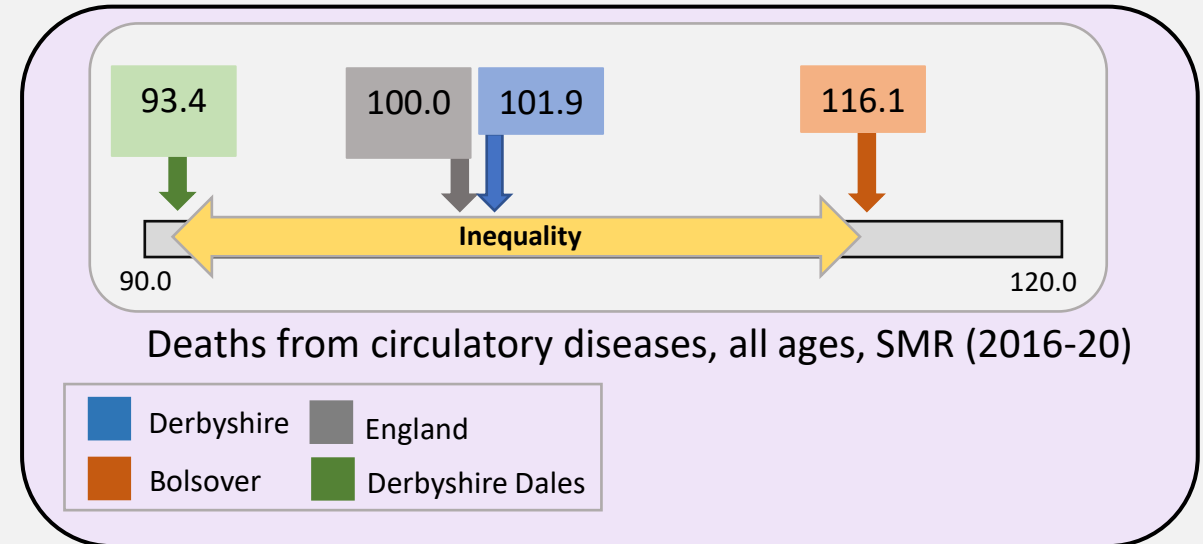 93.4
100.0
101.9
116.1
Inequality
90.0
120.0
Deaths from circulatory diseases, all ages, SMR (2016-20)
Derbyshire
England
Bolsover
Derbyshire Dales